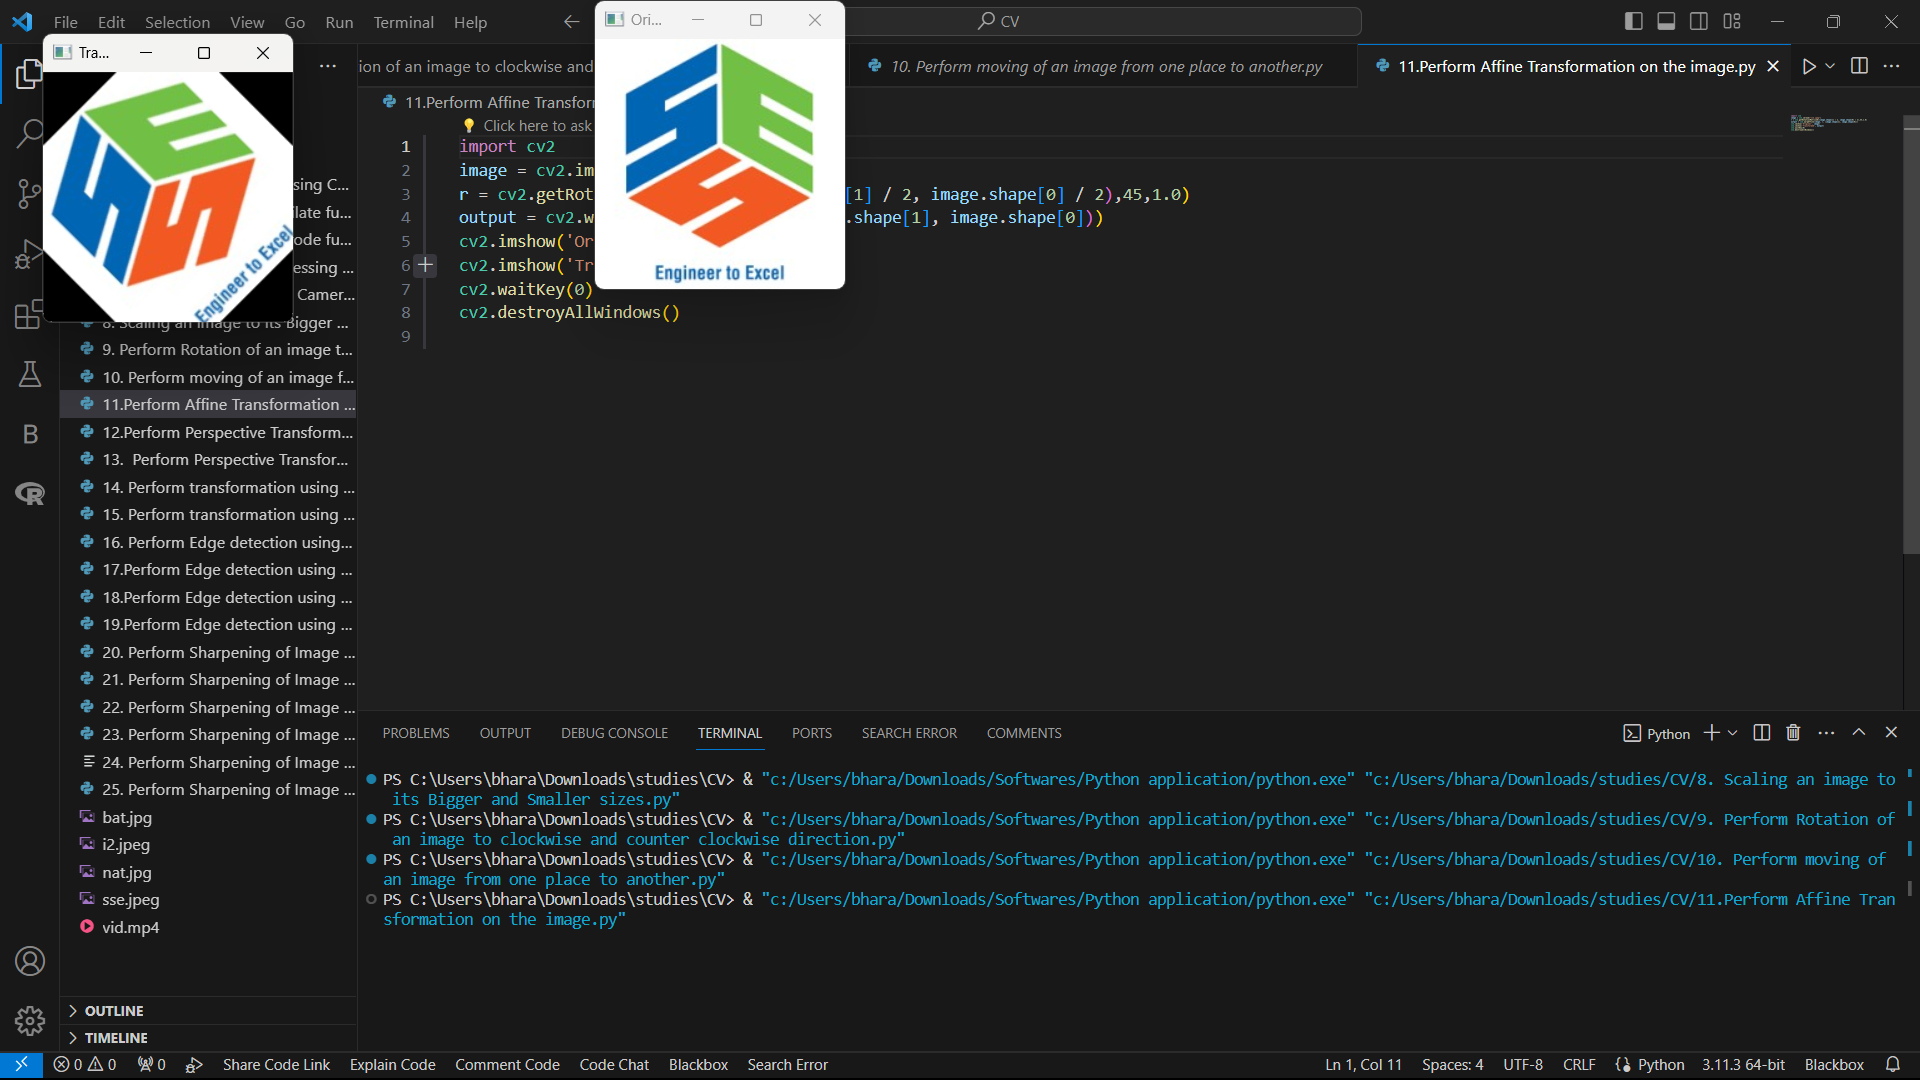 File Edit Selection View Go Run Terminal Help
CV
Tra...
Ori...
ion of an image to clockwise and
10. Perform moving of an image from one place to another.py
11.Perform Affine Transformation on the image.py
11.Perform Affine Transfor
Click here to ask
1 import cv2
2 image = cv2.im
3 r = cv2.getRot [1] / 2, image.shape[0] / 2),45,1.0)
4 output = cv2.w .shape[1], image.shape[0]))
5 cv2.imshow('Or
6 cv2.imshow('Tr
7 cv2.waitKey(0)
8 cv2.destroyAllWindows()
9
SES
Engineer to Excel
SES
Engineer to Excel
sing C...
late fu...
ode fu...
essing ...
Camer...
8. Scaling an image to its Bigger ...
9. Perform Rotation of an image t...
10. Perform moving of an image f...
11.Perform Affine Transformation ...
12.Perform Perspective Transform...
13. Perform Perspective Transfor...
14. Perform transformation using ...
15. Perform transformation using ...
16. Perform Edge detection using...
17.Perform Edge detection using ...
18.Perform Edge detection using ...
19.Perform Edge detection using ...
20. Perform Sharpening of Image ...
21. Perform Sharpening of Image ...
22. Perform Sharpening of Image ...
23. Perform Sharpening of Image ...
24. Perform Sharpening of Image ...
25. Perform Sharpening of Image ...
bat.jpg
i2.jpeg
nat.jpg
sse.jpeg
vid.mp4
OUTLINE
TIMELINE
PROBLEMS OUTPUT DEBUG CONSOLE TERMINAL PORTS SEARCH ERROR COMMENTS
Python
PS C:\Users\bhara\Downloads\studies\CV> & "c:/Users/bhara/Downloads/Softwares/Python application/python.exe" "c:/Users/bhara/Downloads/studies/CV/8. Scaling an image to
its Bigger and Smaller sizes.py"
PS C:\Users\bhara\Downloads\studies\CV> & "c:/Users/bhara/Downloads/Softwares/Python application/python.exe" "c:/Users/bhara/Downloads/studies/CV/9. Perform Rotation of
an image to clockwise and counter clockwise direction.py"
PS C:\Users\bhara\Downloads\studies\CV> & "c:/Users/bhara/Downloads/Softwares/Python application/python.exe" "c:/Users/bhara/Downloads/studies/CV/10. Perform moving of
an image from one place to another.py"
PS C:\Users\bhara\Downloads\studies\CV> & "c:/Users/bhara/Downloads/Softwares/Python application/python.exe" "c:/Users/bhara/Downloads/studies/CV/11.Perform Affine Tran
sformation on the image.py"
0 0 0 Share Code Link Explain Code Comment Code Code Chat Blackbox Search Error Ln 1, Col 11 Spaces: 4 UTF-8 CRLF Python 3.11.3 64-bit Blackbox